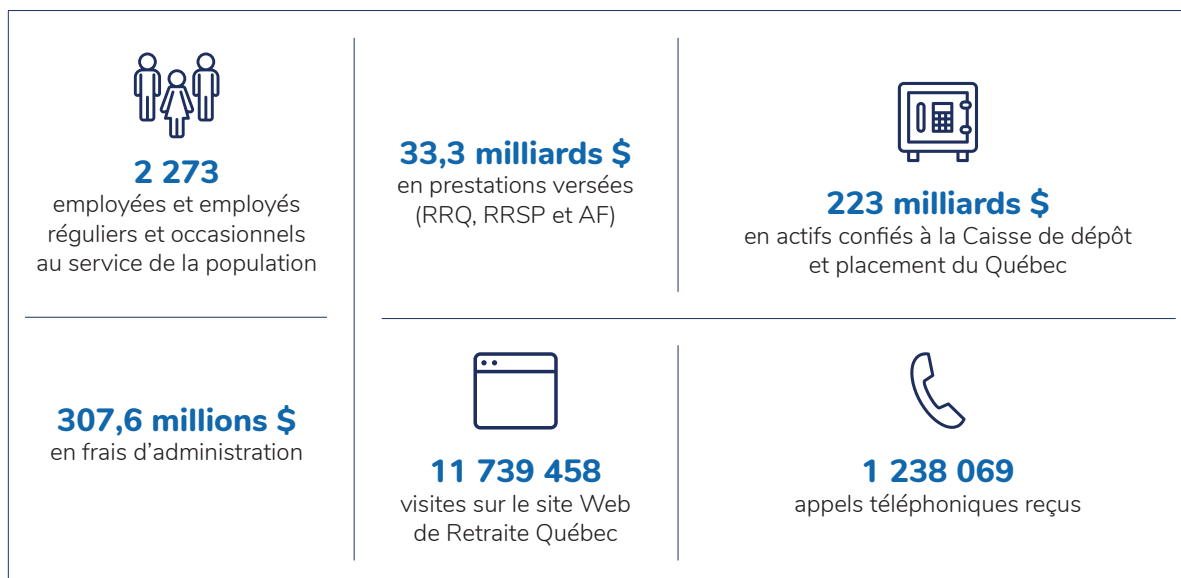 2 273
employées et employés
réguliers et occasionnels
au service de la population
33,3 milliards $
en prestations versées
(RRQ, RRSP et AF)
223 milliards $
en actifs confiés à la Caisse de dépôt
et placement du Québec
307,6 millions $
en frais d’administration
11 739 458
visites sur le site Web
de Retraite Québec
1 238 069
appels téléphoniques reçus